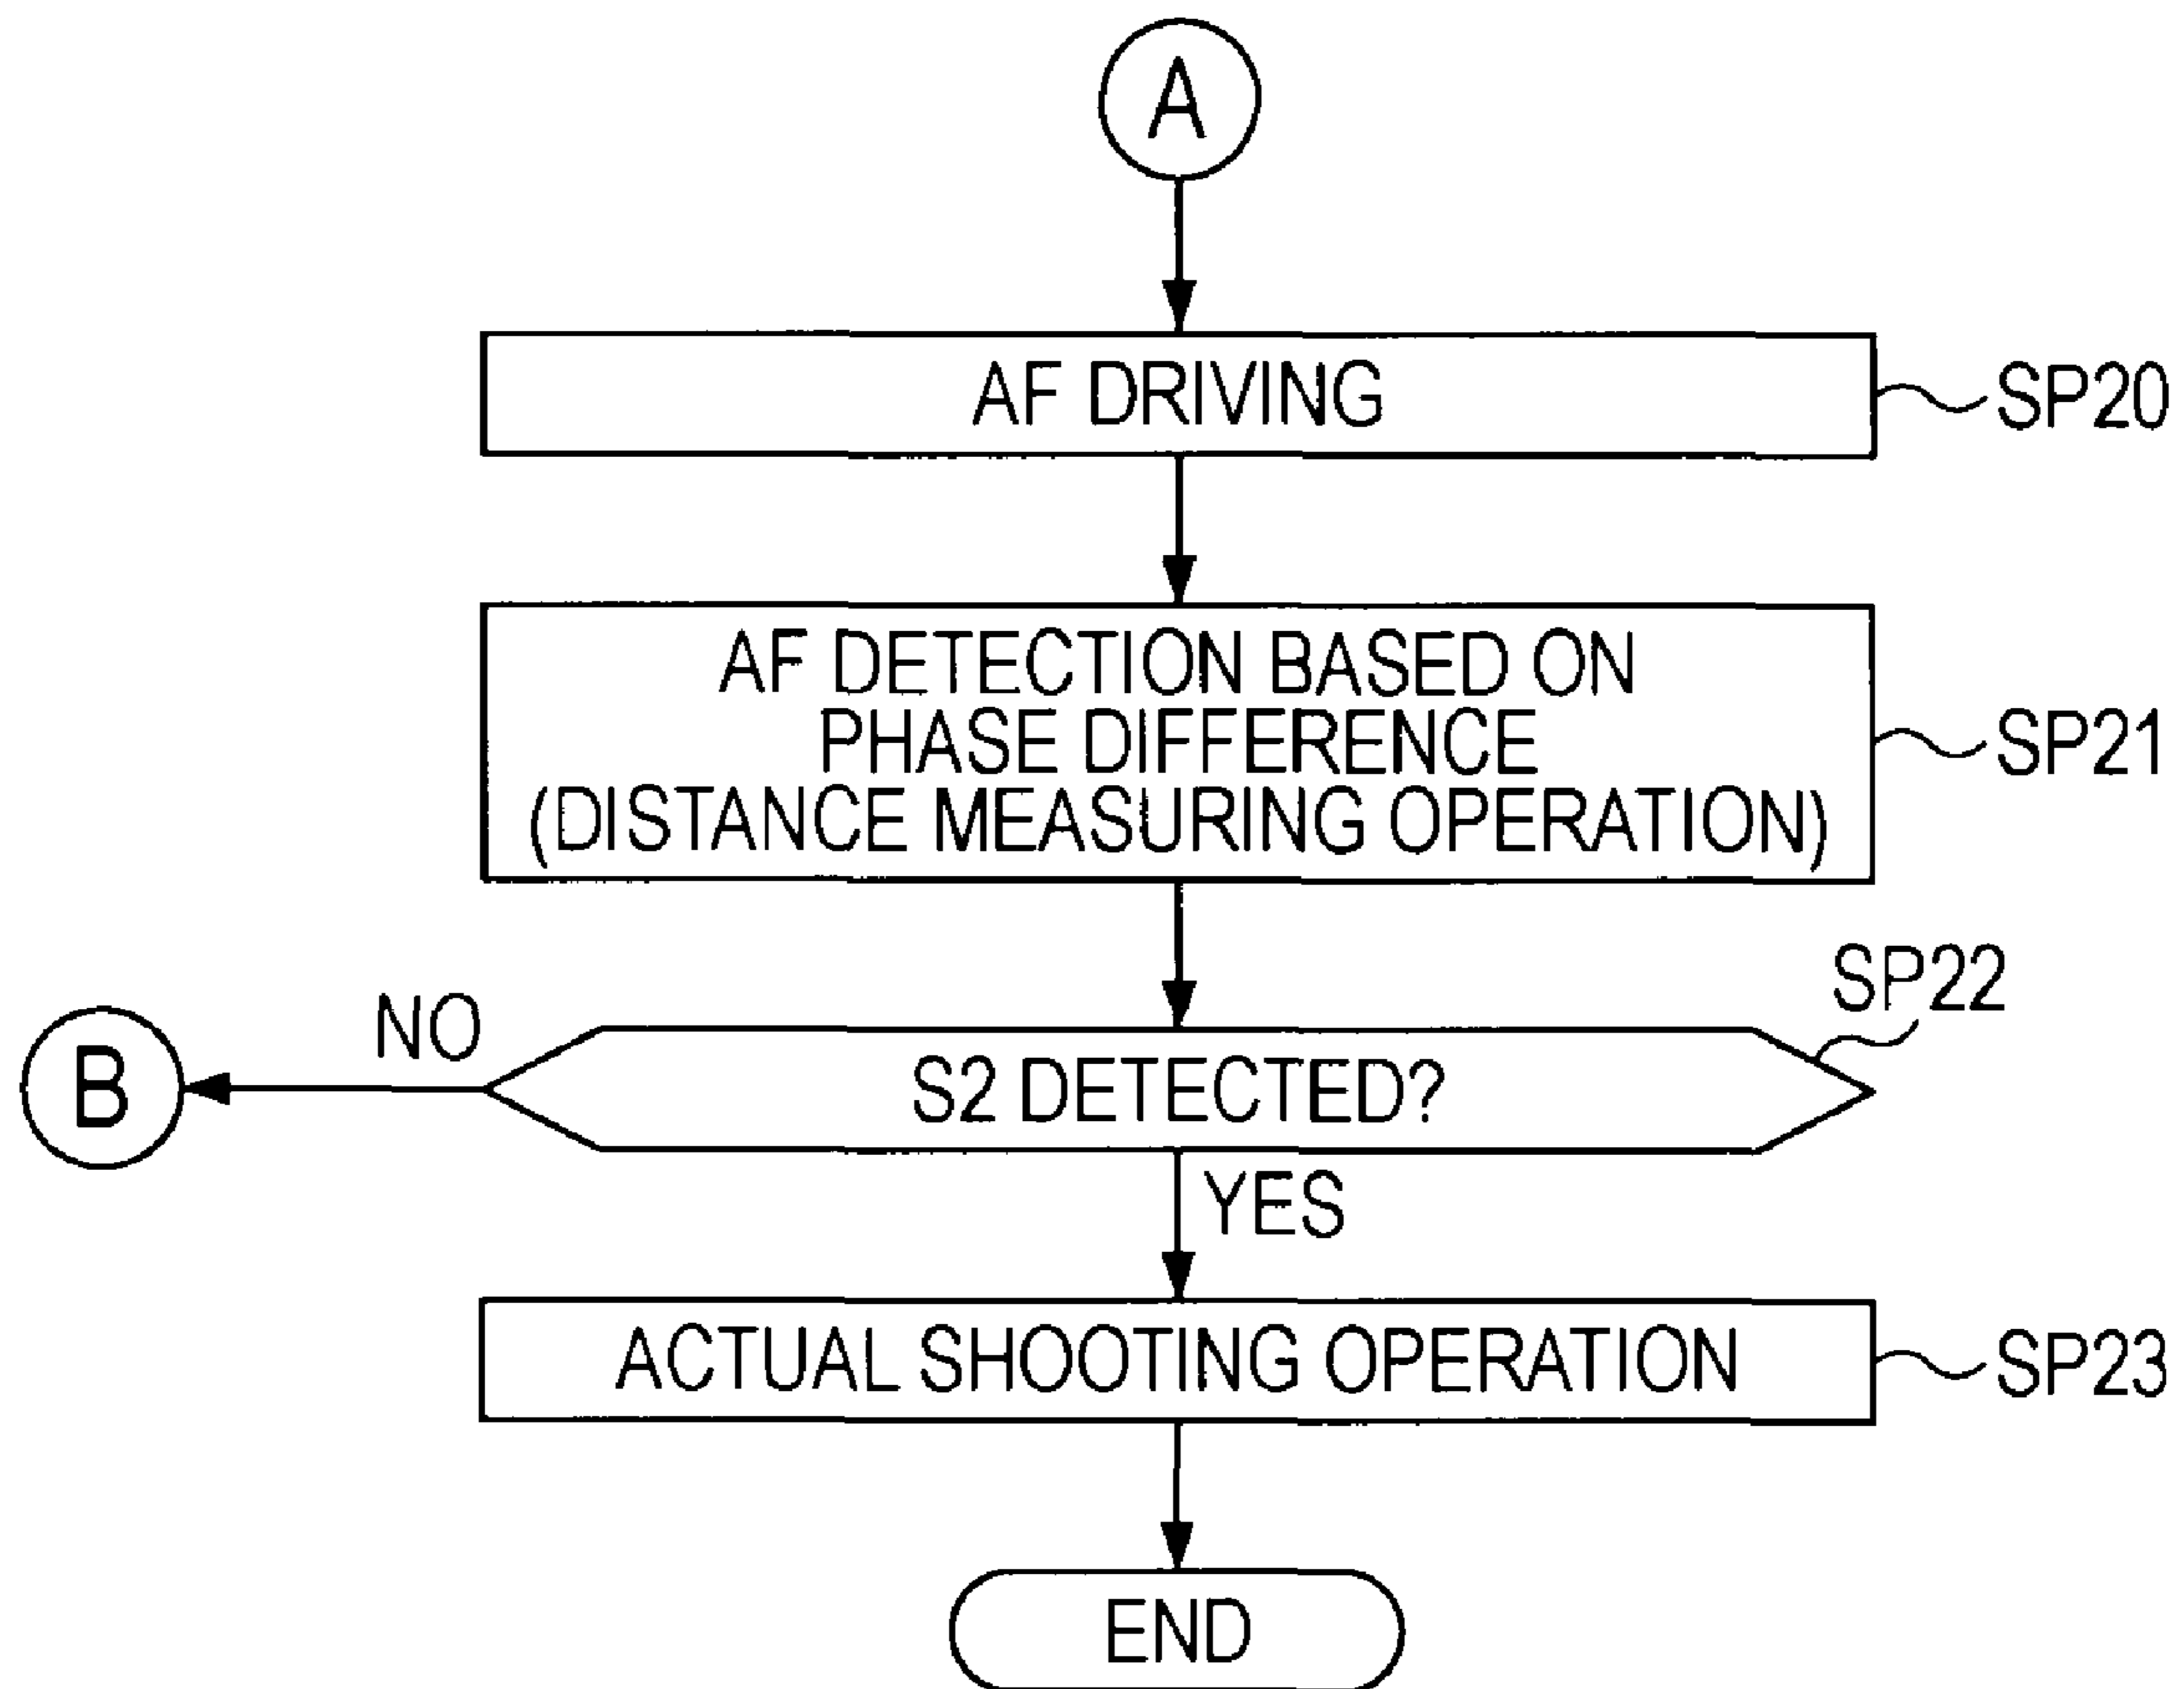 A
AF DRIVING
SP20
AF DETECTION BASED ON
PHASE DIFFERENCE
(DISTANCE MEASURING OPERATION)
SP21
SP22
NO
B
S2 DETECTED?
YES
ACTUAL SHOOTING OPERATION
SP23
END